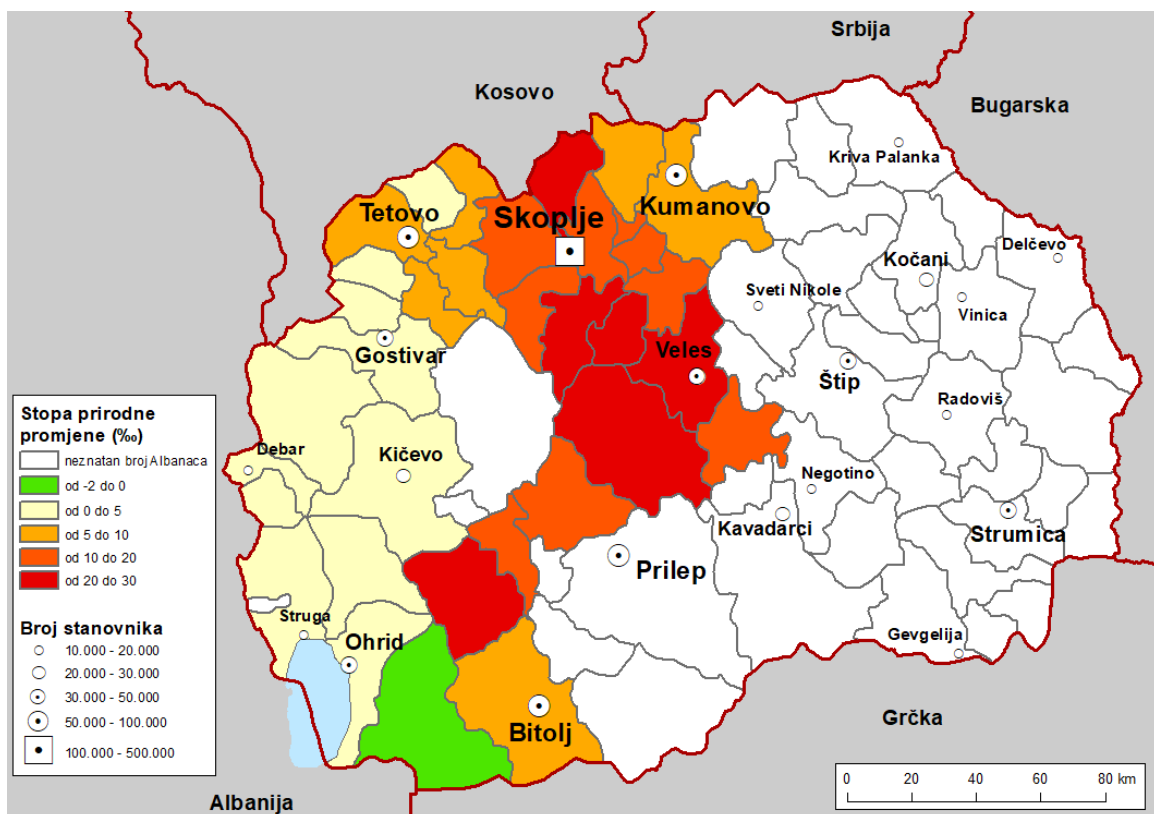 Srbija
Kosovo
Bugarska
Kriva Palanka
Kumanovo
Tetovo
Skoplje
Delčevo
Kočani
Sveti Nikole
Vinica
Gostivar
Veles
Štip
Radoviš
Debar
Kičevo
Negotino
Kavadarci
Strumica
Prilep
Struga
Ohrid
Gevgelija
Bitolj
Grčka
Albanija
Stopa prirodne
promjene (‰)
neznatan broj Albanaca
od -2 do 0
od 0 do 5
od 5 do 10
od 10 do 20
od 20 do 30
Broj stanovnika
10.000 - 20.000
20.000 - 30.000
30.000 - 50.000
50.000 - 100.000
100.000 - 500.000
0 20 40 60 80 km